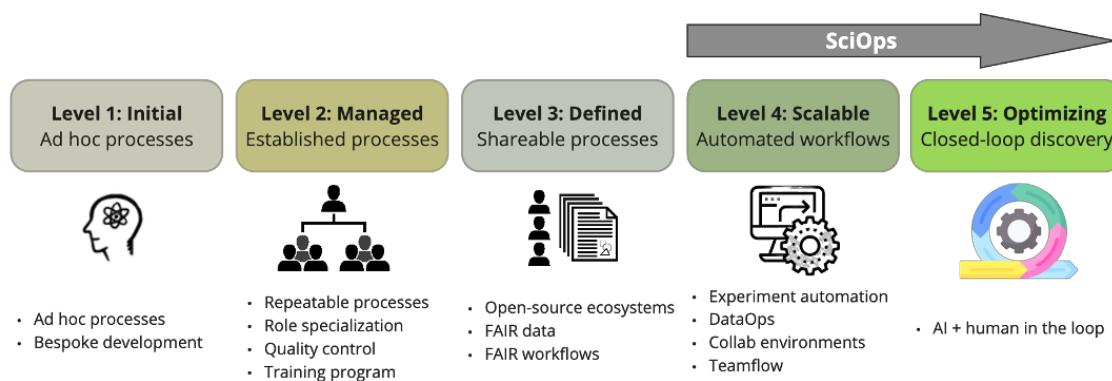 SciOps
Level 1: Initial
Ad hoc processes
Level 2: Managed
Established processes
Level 3: Defined
Shareable processes
Level 4: Scalable
Automated workflows
Level 5: Optimizing
Closed-loop discovery
• Ad hoc processes
• Bespoke development
• Repeatable processes
• Role specialization
• Quality control
• Training program
• Open-source ecosystems
• FAIR data
• FAIR workflows
• Experiment automation
• DataOps
• Collab environments
• Teamflow
• AI + human in the loop